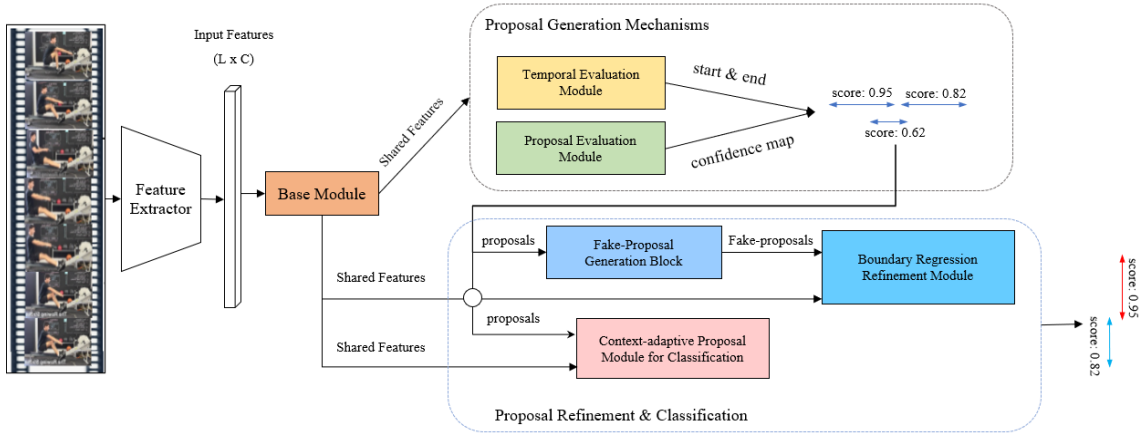 Input Features
(L x C)
Feature
Extractor
Base Module
Shared Features
Proposal Generation Mechanisms
Temporal Evaluation
Module
Proposal Evaluation
Module
start & end
confidence map
score: 0.95
score: 0.82
score: 0.62
proposals
Fake-Proposal
Generation Block
Fake-proposals
Boundary Regression
Refinement Module
Shared Features
proposals
Context-adaptive Proposal
Module for Classification
Shared Features
Proposal Refinement & Classification
score: 0.95
score: 0.82